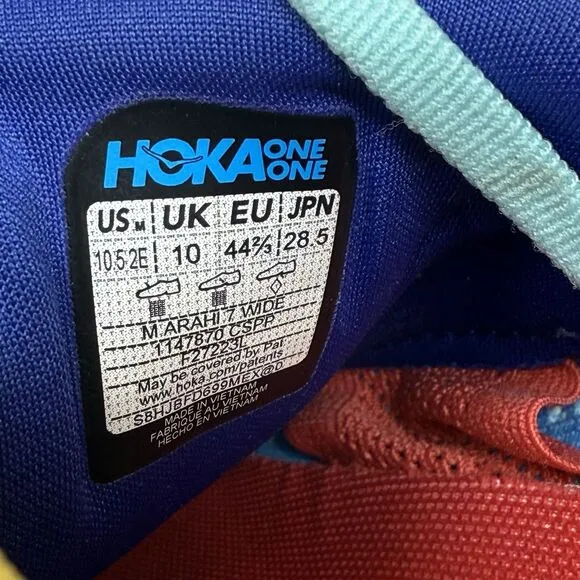 HOKA ONE ONE
US M UK EU JPN
10.5 2E 10 44⅔ 28.5
M ARAHI 7 WIDE
1147870 CSPP
F27223L
May be covered by Pat.
www.hoka.com/patents
MADE IN VIETNAM
FABRIQUÉ AU VIETNAM
HECHO EN VIETNAM